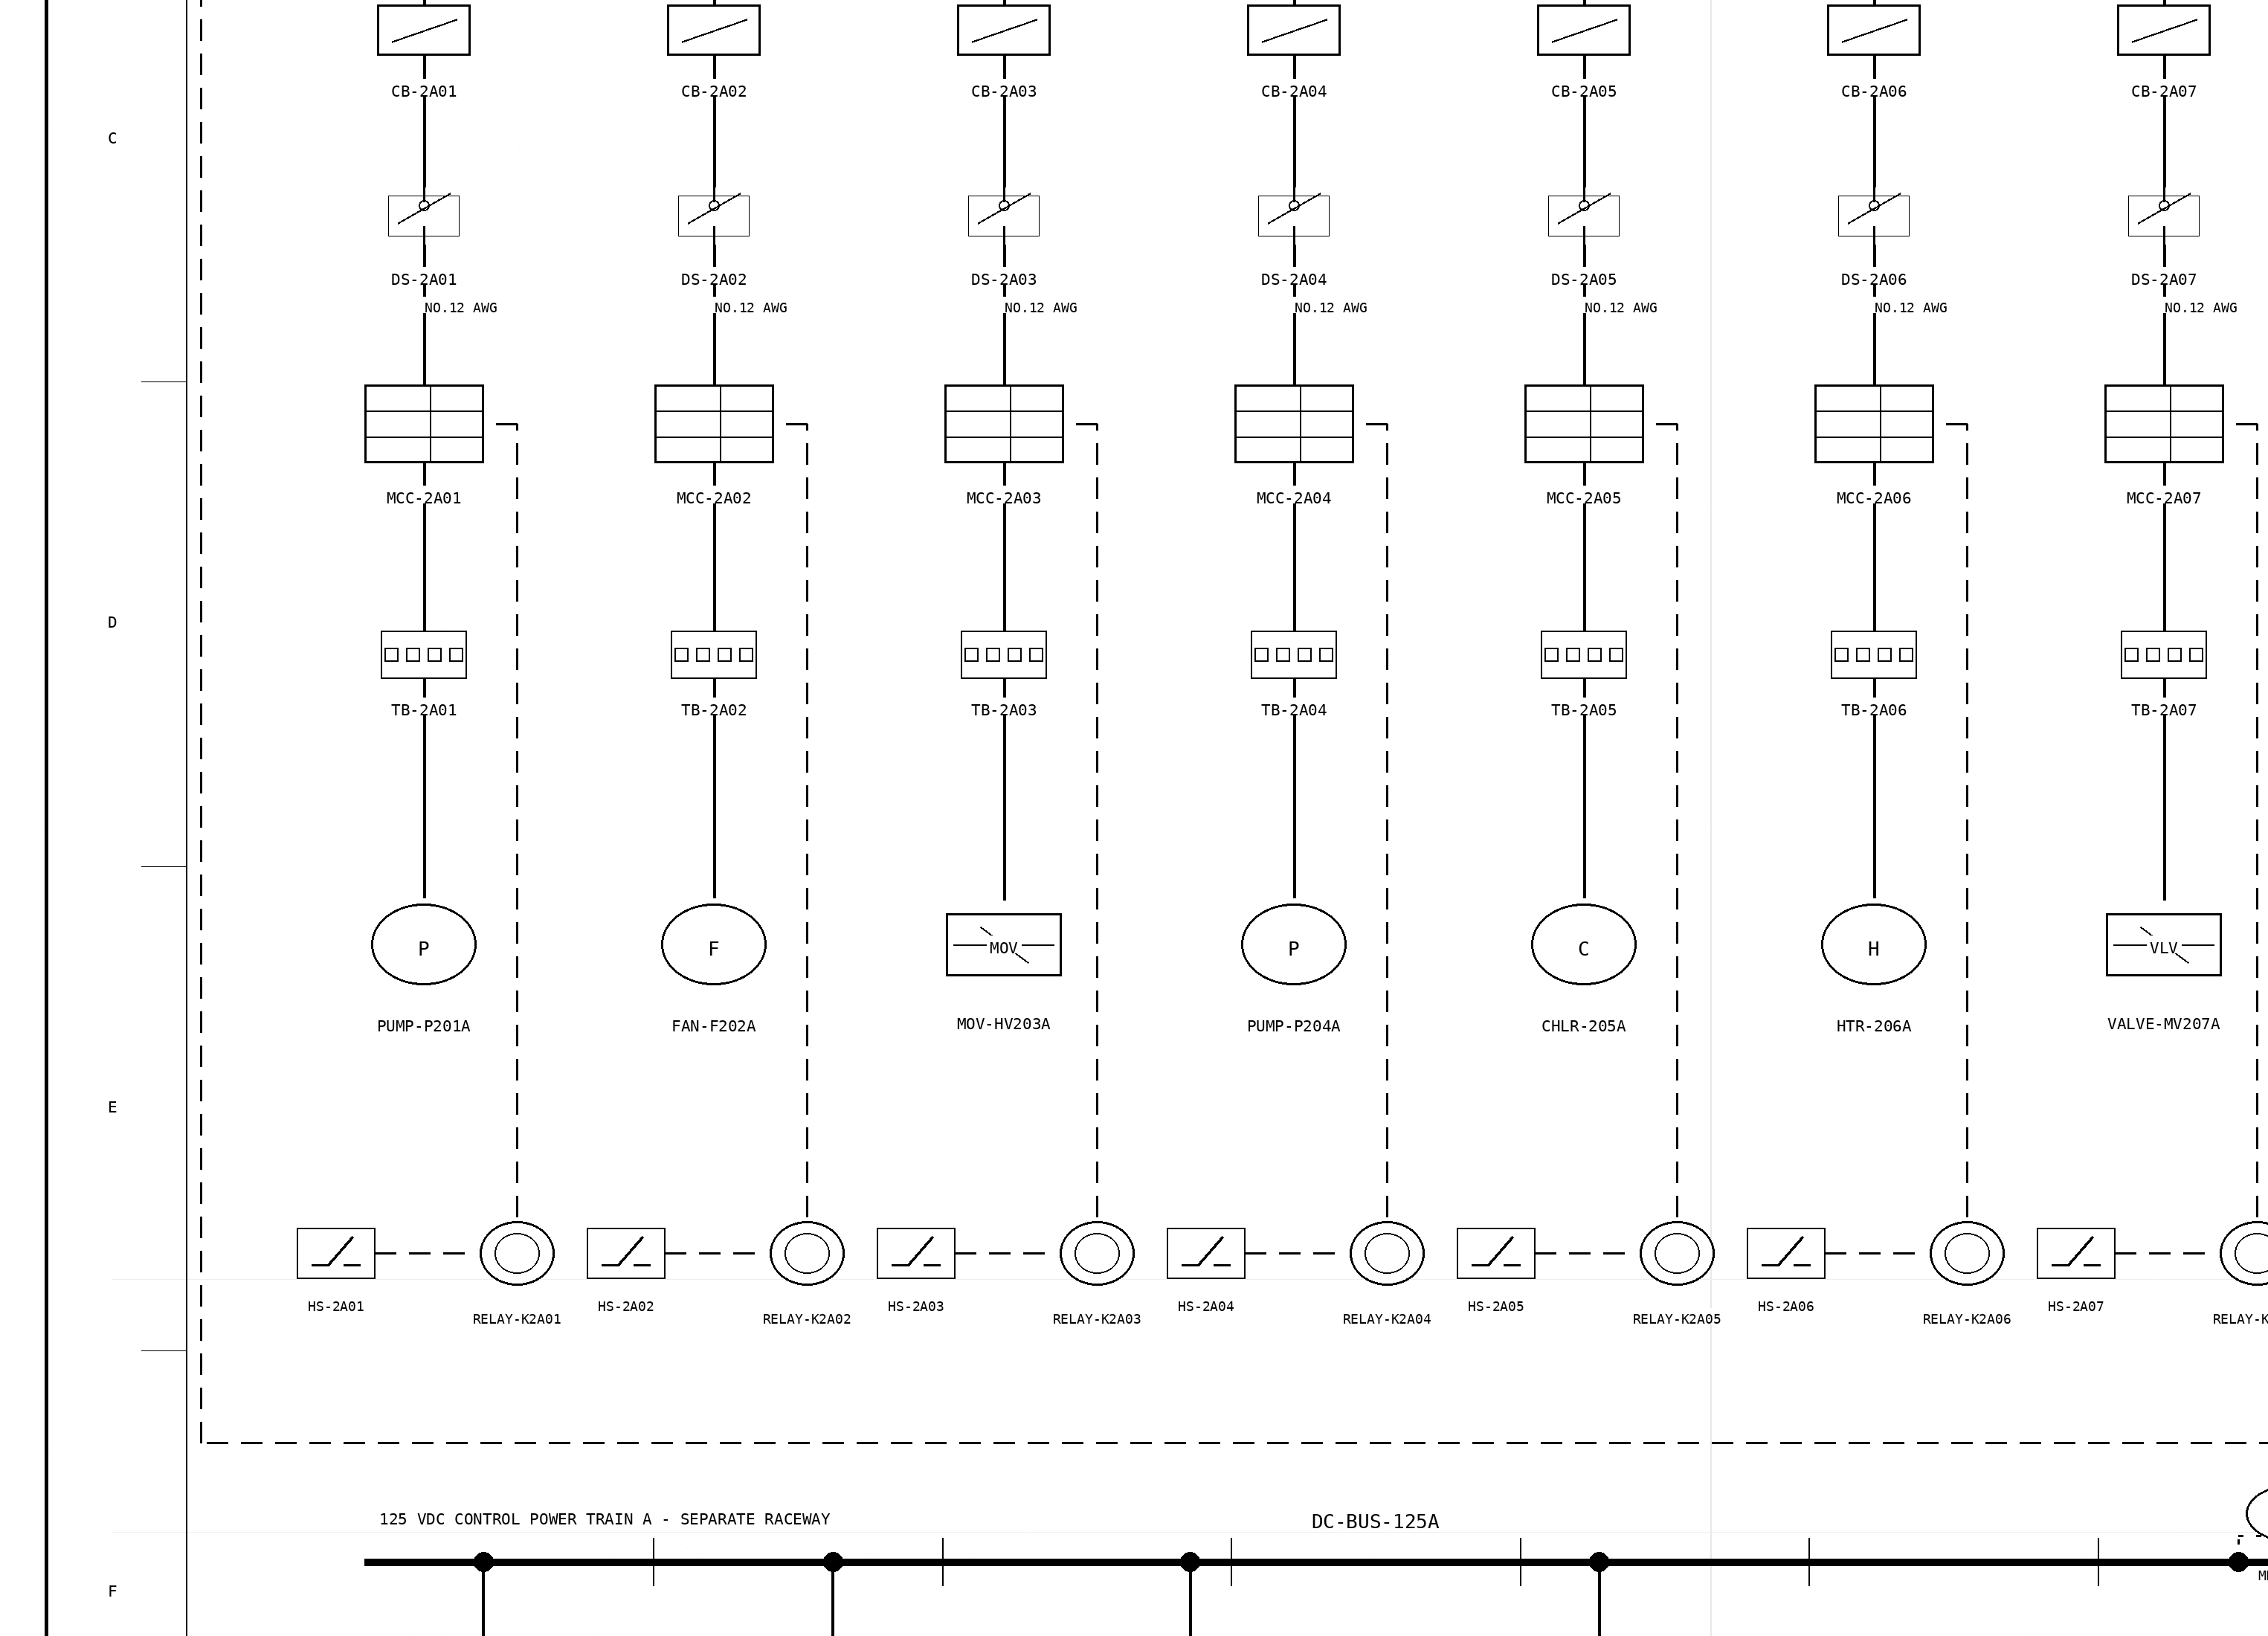 CB-2A01 CB-2A02 CB-2A03 CB-2A04 CB-2A05 CB-2A06 CB-2A07
C
DS-2A01 DS-2A02 DS-2A03 DS-2A04 DS-2A05 DS-2A06 DS-2A07
NO.12 AWG NO.12 AWG NO.12 AWG NO.12 AWG NO.12 AWG NO.12 AWG NO.12 AWG
MCC-2A01 MCC-2A02 MCC-2A03 MCC-2A04 MCC-2A05 MCC-2A06 MCC-2A07
D
TB-2A01 TB-2A02 TB-2A03 TB-2A04 TB-2A05 TB-2A06 TB-2A07
P F MOV P C H VLV
PUMP-P201A FAN-F202A MOV-HV203A PUMP-P204A CHLR-205A HTR-206A VALVE-MV207A
E
HS-2A01 HS-2A02 HS-2A03 HS-2A04 HS-2A05 HS-2A06 HS-2A07
RELAY-K2A01 RELAY-K2A02 RELAY-K2A03 RELAY-K2A04 RELAY-K2A05 RELAY-K2A06 RELAY-K
125 VDC CONTROL POWER TRAIN A - SEPARATE RACEWAY DC-BUS-125A
F